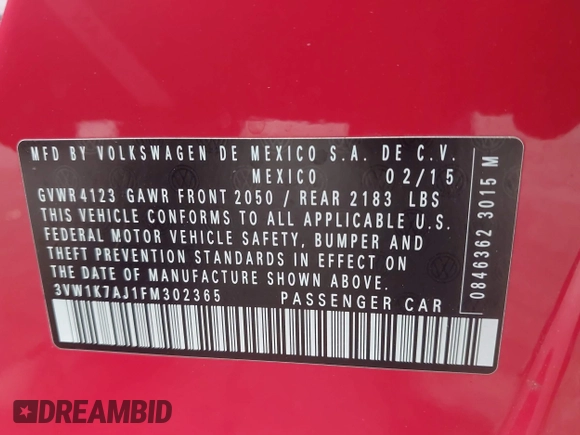 MFD BY VOLKSWAGEN DE MEXICO S.A. DE C.V.
MEXICO 02/15
GVWR 4123 GAWR FRONT 2050 / REAR 2183 LBS
THIS VEHICLE CONFORMS TO ALL APPLICABLE U.S.
FEDERAL MOTOR VEHICLE SAFETY, BUMPER AND
THEFT PREVENTION STANDARDS IN EFFECT ON
THE DATE OF MANUFACTURE SHOWN ABOVE.
3VW1K7AJ1FM302365 PASSENGER CAR
0846362 3015 M
DREAMBID